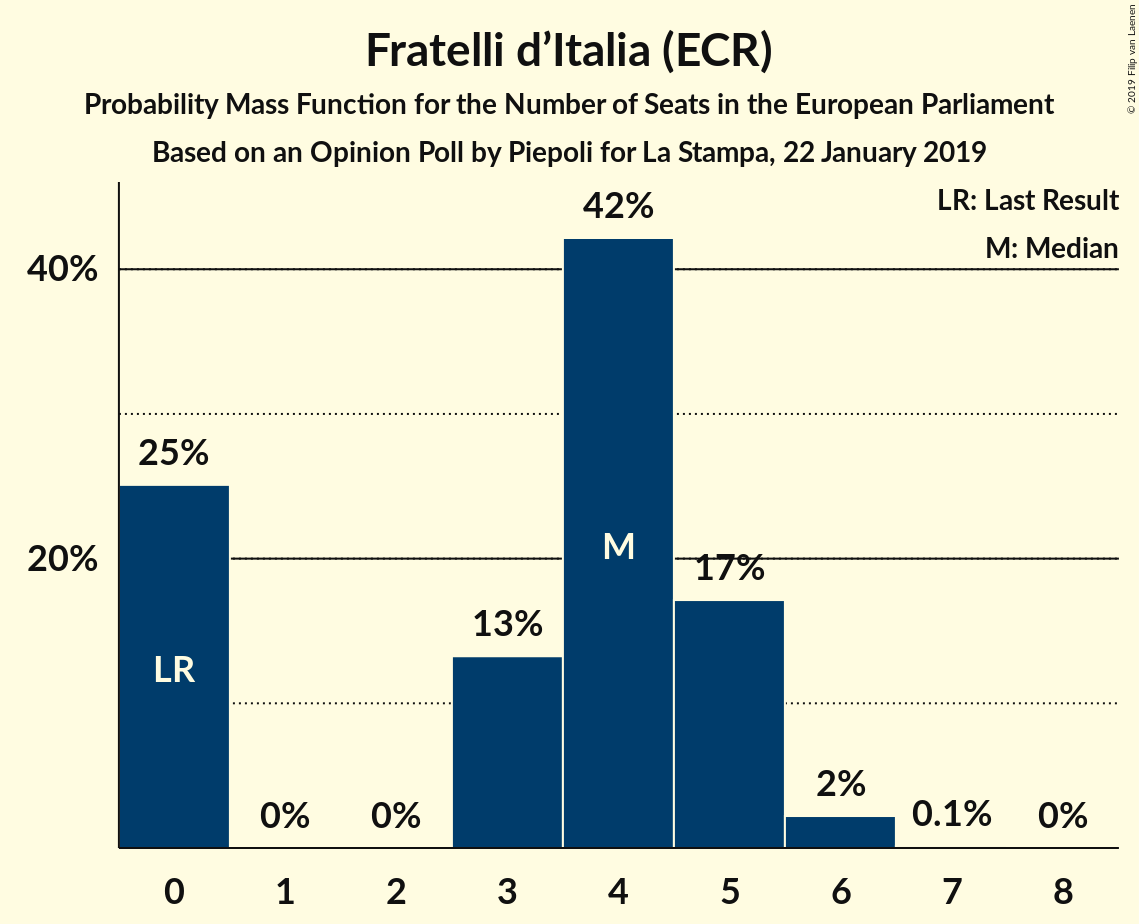 © 2019 Filip van Laenen
Fratelli d’Italia (ECR)
Probability Mass Function for the Number of Seats in the European Parliament
Based on an Opinion Poll by Piepoli for La Stampa, 22 January 2019
LR: Last Result
M: Median
42%
40%
25%
M
20%
17%
13%
LR
2%
0%
0%
0.1%
0%
0 1 2 3 4 5 6 7 8